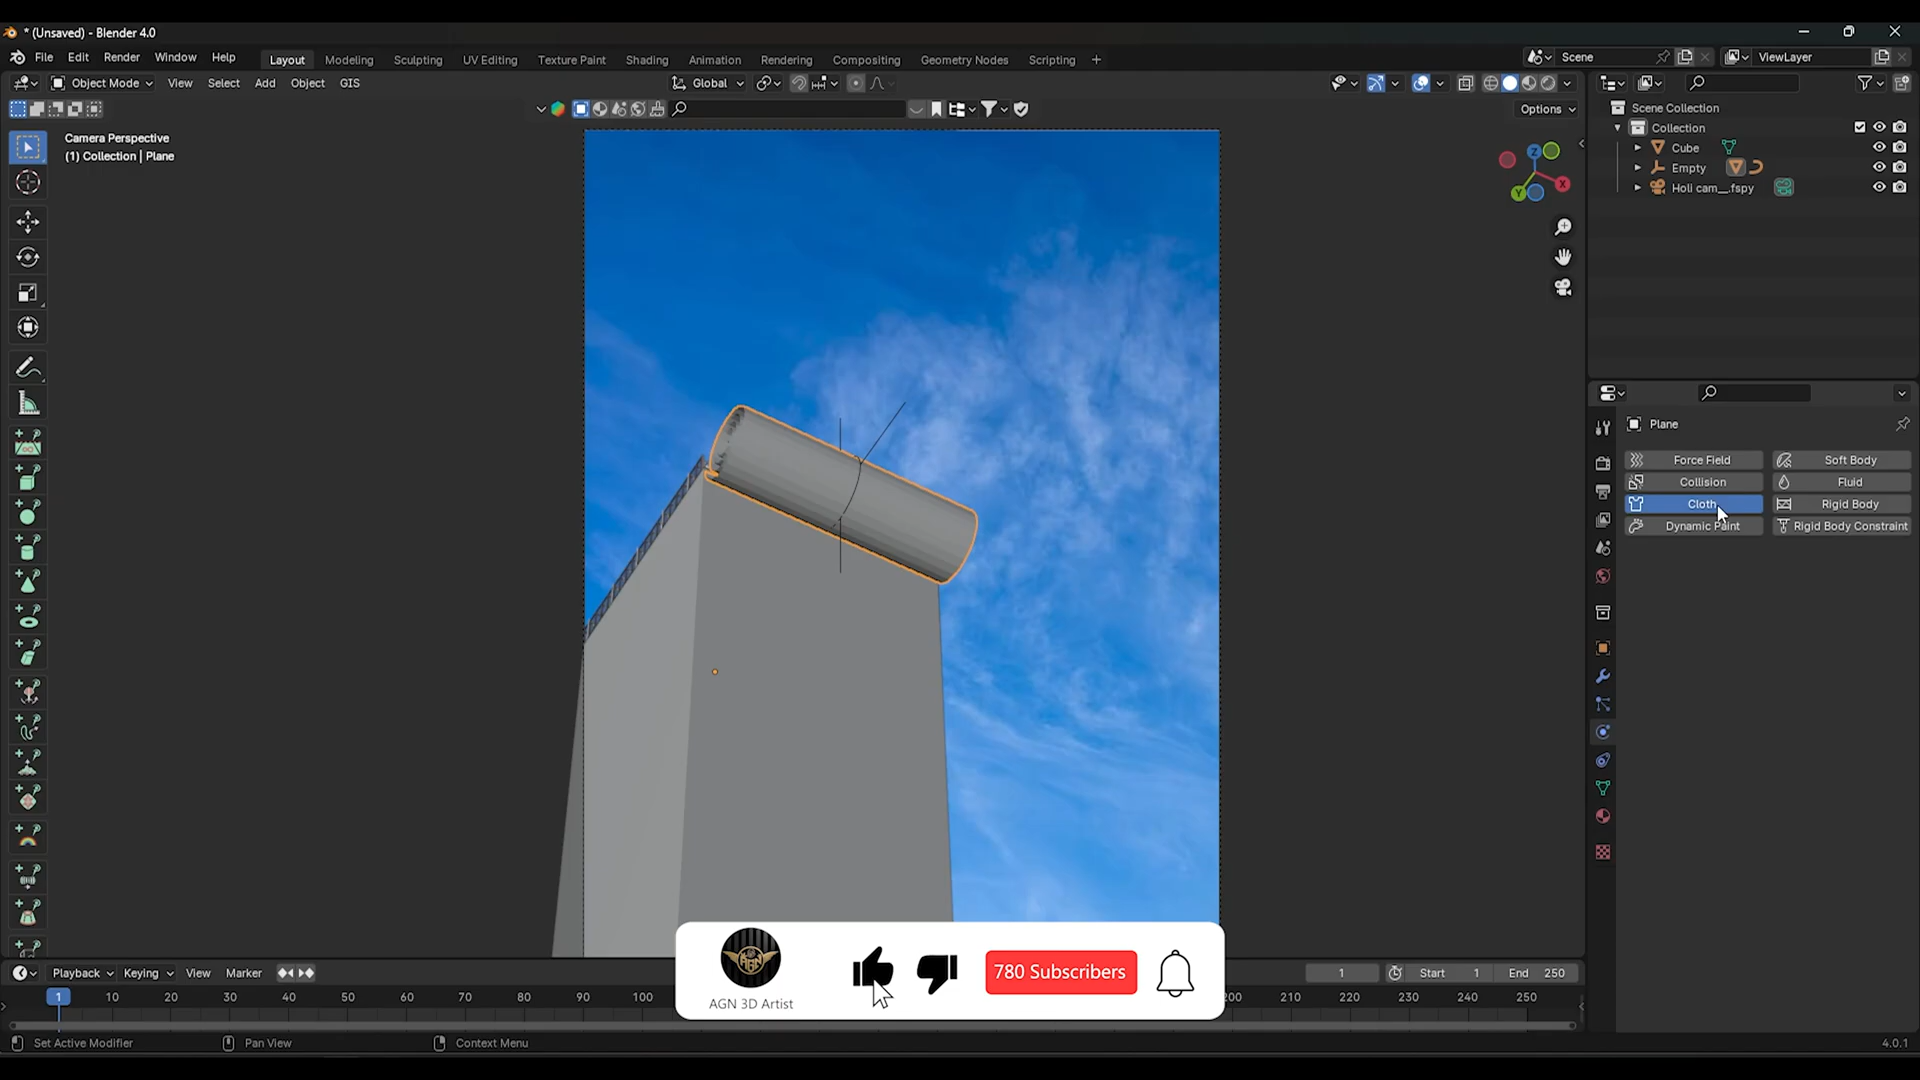 * (Unsaved) - Blender 4.0
File Edit Render Window Help Layout Modeling Sculpting UV Editing Texture Paint Shading Animation Rendering Compositing Geometry Nodes Scripting + Scene ViewLayer
Object Mode View Select Add Object GIS Global
Options
Camera Perspective
(1) Collection | Plane
Z
X
Y
Scene Collection
Collection
Cube
Empty
Holi cam__.fspy
Plane
Force Field Soft Body
Collision Fluid
Cloth Rigid Body
Dynamic Paint Rigid Body Constraint
AGN
780 Subscribers
AGN 3D Artist
Playback Keying View Marker 1 Start 1 End 250
1 10 20 30 40 50 60 70 80 90 100 200 210 220 230 240 250
Set Active Modifier Pan View Context Menu 4.0.1